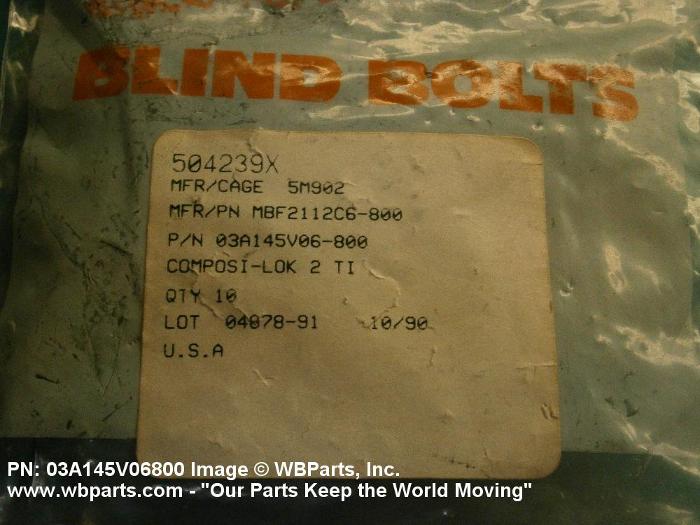 BLIND BOLTS
504239X
MFR/CAGE 5M902
MFR/PN MBF2112C6-800
P/N 03A145V06-800
COMPOSI-LOK 2 TI
QTY 10
LOT 04878-91 10/90
U.S.A
PN: 03A145V06800 Image © WBParts, Inc.
www.wbparts.com - "Our Parts Keep the World Moving"